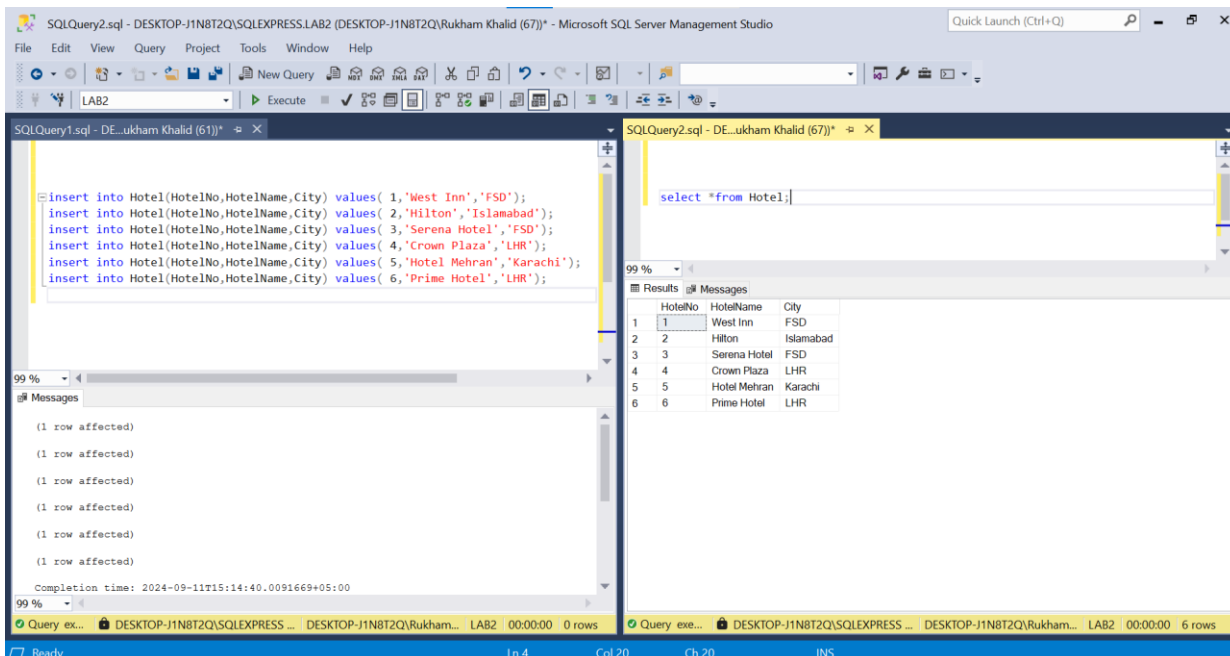 SQLQuery2.sql - DESKTOP-J1N8T2Q\SQLEXPRESS.LAB2 (DESKTOP-J1N8T2Q\Rukham Khalid (67))* - Microsoft SQL Server Management Studio
Quick Launch (Ctrl+Q)
File Edit View Query Project Tools Window Help
New Query MDX DMX XMLA DAX
LAB2 Execute
SQLQuery1.sql - DE...ukham Khalid (61))*
insert into Hotel(HotelNo,HotelName,City) values( 1,'West Inn','FSD');
insert into Hotel(HotelNo,HotelName,City) values( 2,'Hilton','Islamabad');
insert into Hotel(HotelNo,HotelName,City) values( 3,'Serena Hotel','FSD');
insert into Hotel(HotelNo,HotelName,City) values( 4,'Crown Plaza','LHR');
insert into Hotel(HotelNo,HotelName,City) values( 5,'Hotel Mehran','Karachi');
insert into Hotel(HotelNo,HotelName,City) values( 6,'Prime Hotel','LHR');
99 %
Messages
(1 row affected)
(1 row affected)
(1 row affected)
(1 row affected)
(1 row affected)
(1 row affected)
Completion time: 2024-09-11T15:14:40.0091669+05:00
99 %
Query ex... DESKTOP-J1N8T2Q\SQLEXPRESS ... DESKTOP-J1N8T2Q\Rukham... LAB2 00:00:00 0 rows
SQLQuery2.sql - DE...ukham Khalid (67))*
select *from Hotel;
99 %
Results Messages
HotelNo HotelName City
1 1 West Inn FSD
2 2 Hilton Islamabad
3 3 Serena Hotel FSD
4 4 Crown Plaza LHR
5 5 Hotel Mehran Karachi
6 6 Prime Hotel LHR
Query exe... DESKTOP-J1N8T2Q\SQLEXPRESS ... DESKTOP-J1N8T2Q\Rukham... LAB2 00:00:00 6 rows
Ready Ln 4 Col 20 Ch 20 INS